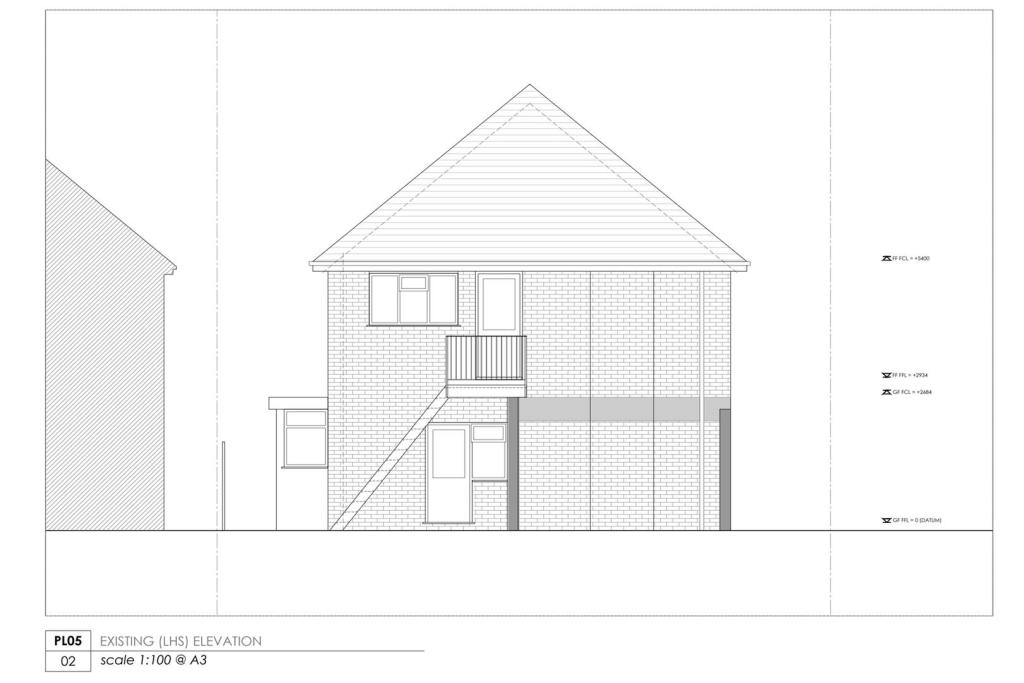 FF FCL = +5400
FF FFL = +2934
GF FCL = +2684
GF FFL = 0 (DATUM)
PL05 EXISTING (LHS) ELEVATION
02 scale 1:100 @ A3